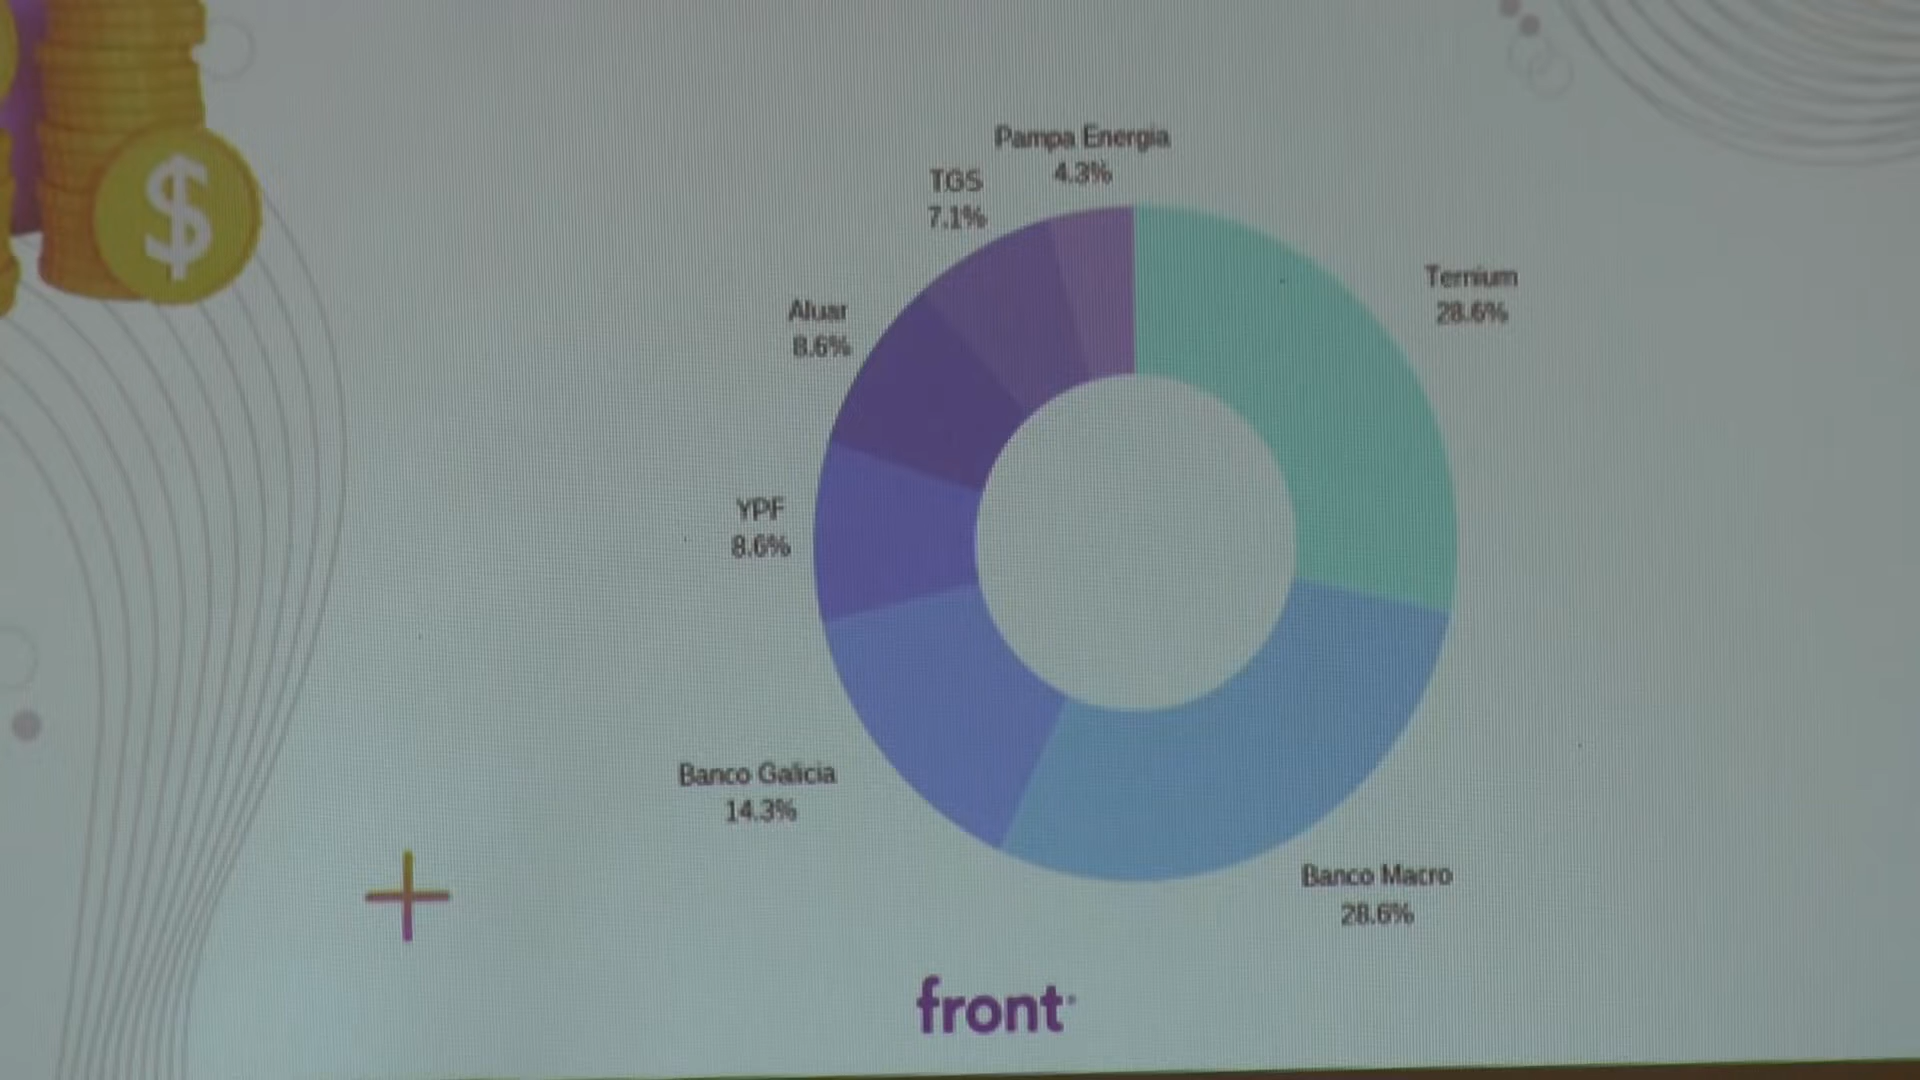 Pampa Energia
4.3%
TGS
7.1%
Ternium
28.6%
Aluar
8.6%
YPF
8.6%
Banco Galicia
14.3%
Banco Macro
28.6%
front
$